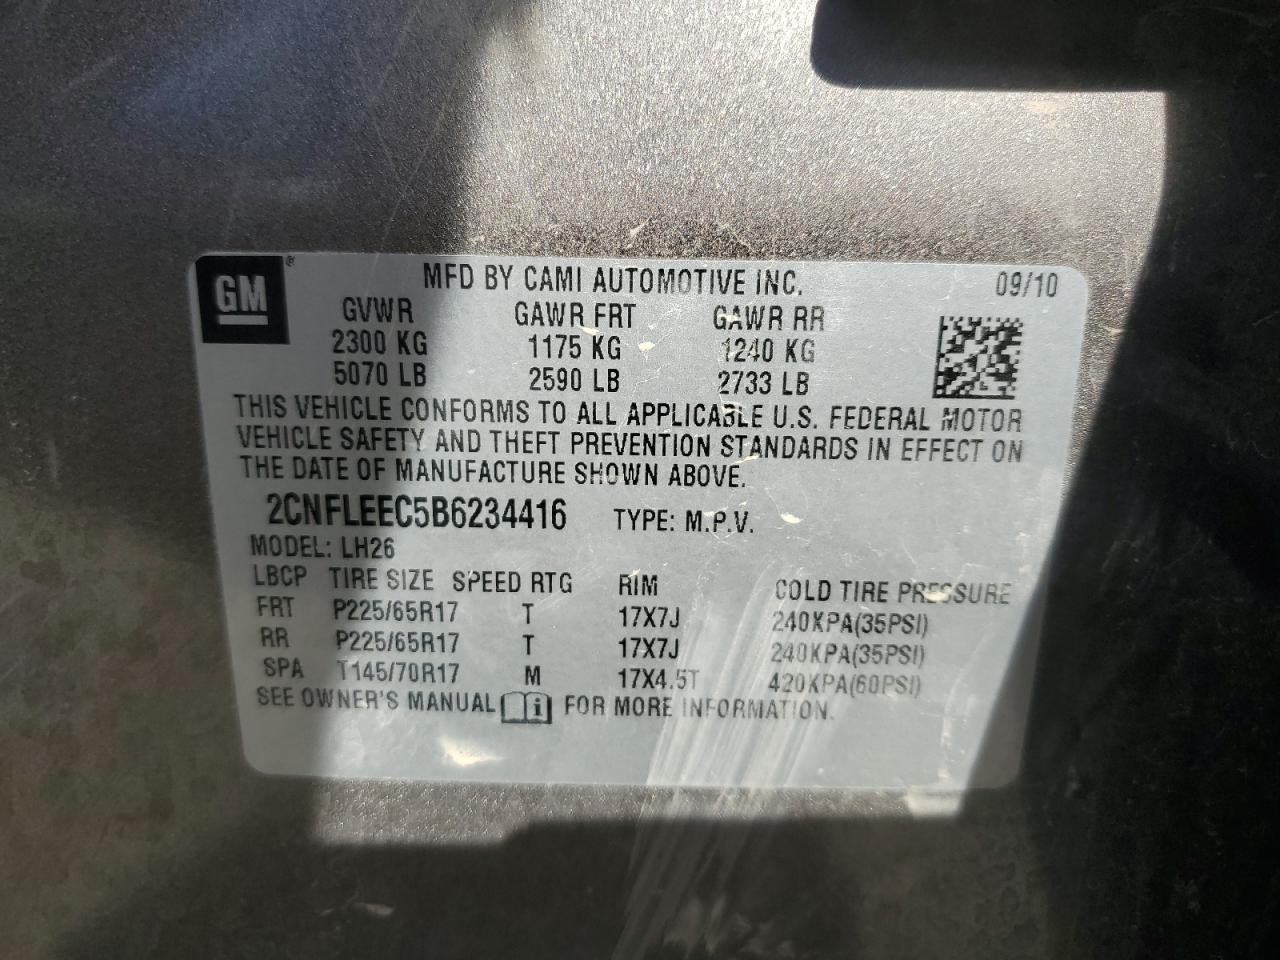 GM® MFD BY CAMI AUTOMOTIVE INC. 09/10
GVWR GAWR FRT GAWR RR
2300 KG 1175 KG 1240 KG
5070 LB 2590 LB 2733 LB
THIS VEHICLE CONFORMS TO ALL APPLICABLE U.S. FEDERAL MOTOR
VEHICLE SAFETY AND THEFT PREVENTION STANDARDS IN EFFECT ON
THE DATE OF MANUFACTURE SHOWN ABOVE.
2CNFLEEC5B6234416 TYPE: M.P.V.
MODEL: LH26
LBCP TIRE SIZE SPEED RTG RIM COLD TIRE PRESSURE
FRT P225/65R17 T 17X7J 240KPA(35PSI)
RR P225/65R17 T 17X7J 240KPA(35PSI)
SPA T145/70R17 M 17X4.5T 420KPA(60PSI)
SEE OWNER'S MANUAL i FOR MORE INFORMATION.